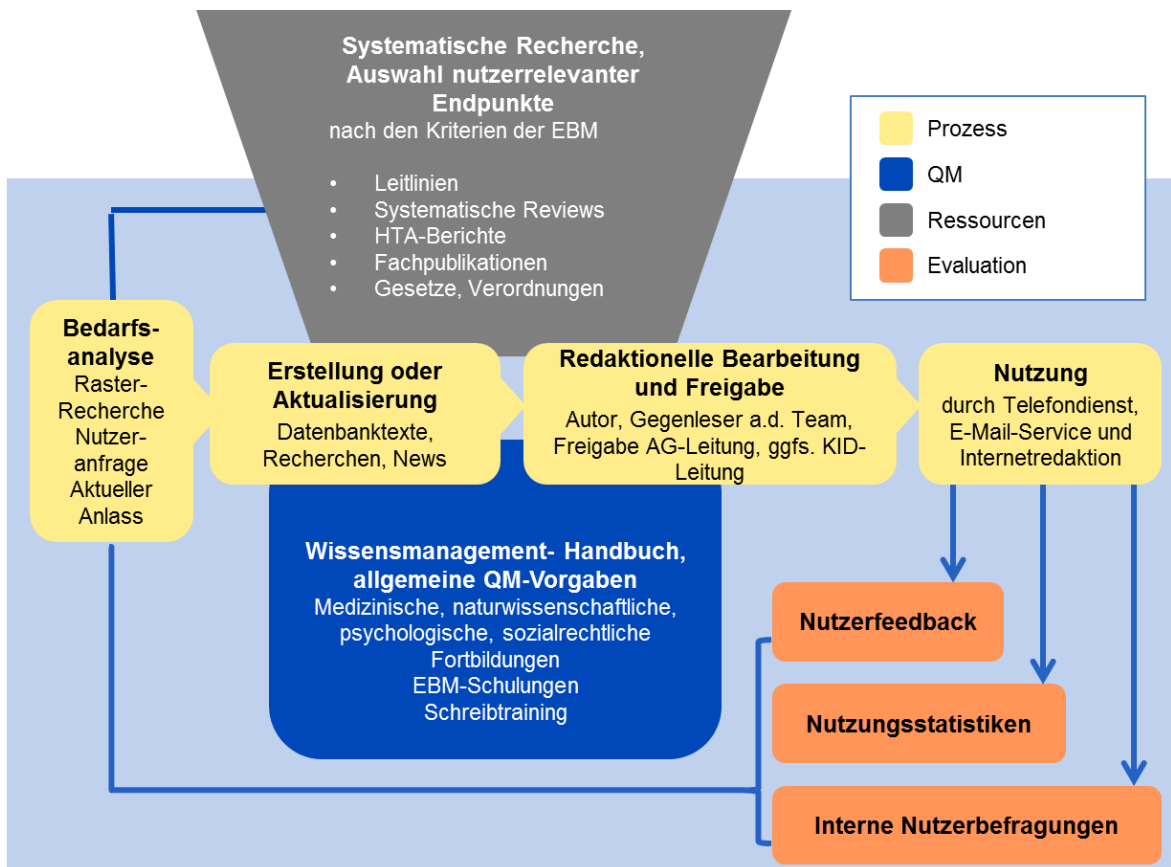 Systematische Recherche,
Auswahl nutzerrelevanter
Endpunkte
nach den Kriterien der EBM
• Leitlinien
• Systematische Reviews
• HTA-Berichte
• Fachpublikationen
• Gesetze, Verordnungen
Prozess
QM
Ressourcen
Evaluation
Bedarfs-
analyse
Raster-
Recherche
Nutzer-
anfrage
Aktueller
Anlass
Erstellung oder
Aktualisierung
Datenbanktexte,
Recherchen, News
Redaktionelle Bearbeitung
und Freigabe
Autor, Gegenleser a.d. Team,
Freigabe AG-Leitung, ggfs. KID-
Leitung
Nutzung
durch Telefondienst,
E-Mail-Service und
Internetredaktion
Wissensmanagement- Handbuch,
allgemeine QM-Vorgaben
Medizinische, naturwissenschaftliche,
psychologische, sozialrechtliche
Fortbildungen
EBM-Schulungen
Schreibtraining
Nutzerfeedback
Nutzungsstatistiken
Interne Nutzerbefragungen